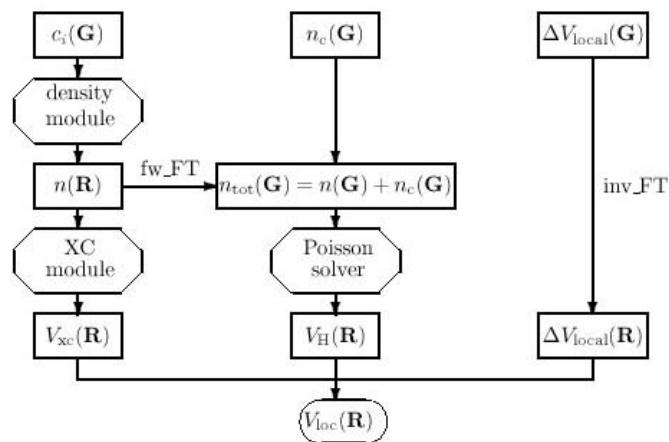 c_i(G)
n_c(G)
ΔV_local(G)
density
module
fw_FT
n(R)
n_tot(G) = n(G) + n_c(G)
inv_FT
XC
module
Poisson
solver
V_xc(R)
V_H(R)
ΔV_local(R)
V_loc(R)